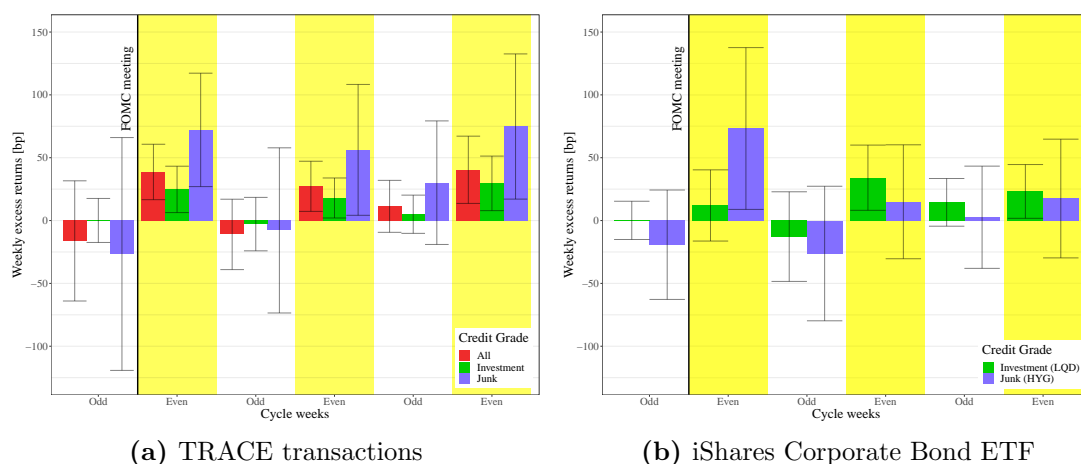 150
100
50
0
−50
−100
Weekly excess returns [bp]
FOMC meeting
Credit Grade
All
Investment
Junk
Odd Even Odd Even Odd Even
Cycle weeks
(a) TRACE transactions
150
100
50
0
−50
−100
Weekly excess returns [bp]
FOMC meeting
Credit Grade
Investment (LQD)
Junk (HYG)
Odd Even Odd Even Odd Even
Cycle weeks
(b) iShares Corporate Bond ETF